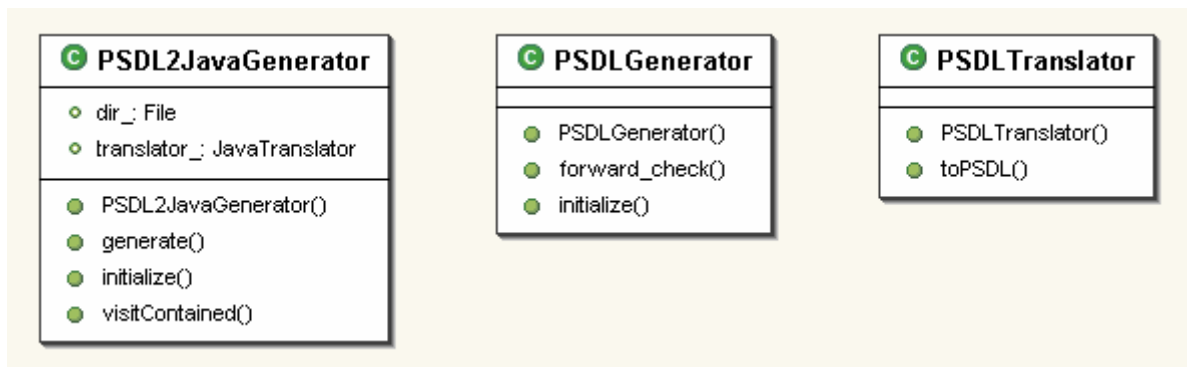 C PSDL2JavaGenerator
dir_: File
translator_: JavaTranslator
PSDL2JavaGenerator()
generate()
initialize()
visitContained()
C PSDLGenerator
PSDLGenerator()
forward_check()
initialize()
C PSDLTranslator
PSDLTranslator()
toPSDL()